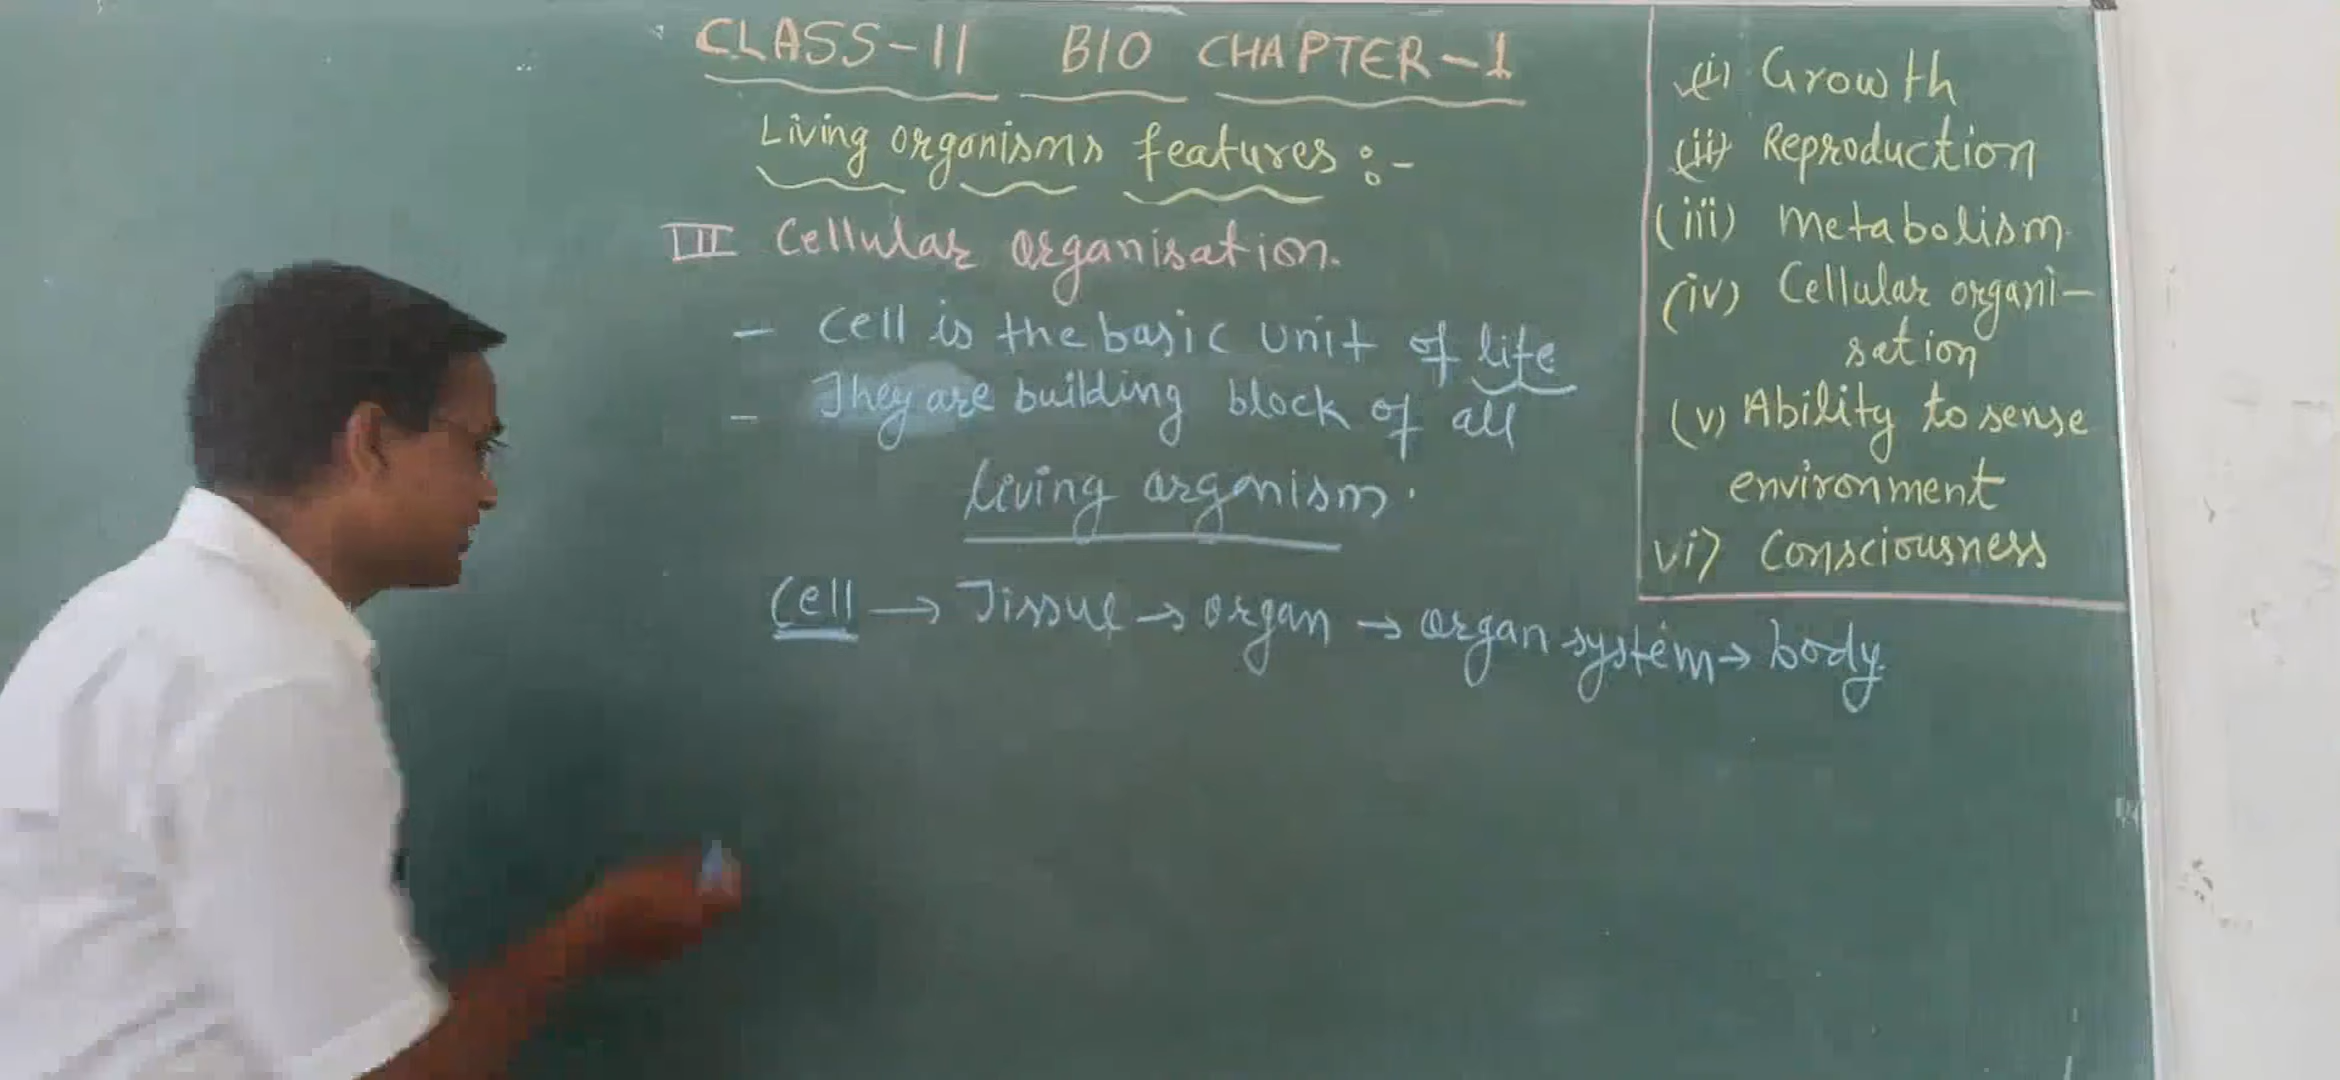 CLASS-11 BIO CHAPTER-1
Living organisms features :-
III Cellular organisation.
- Cell is the basic unit of life
- They are building block of all
living organism.
Cell → Tissue → organ → organ system → body.
(i) Growth
(ii) Reproduction
(iii) Metabolism
(iv) Cellular organi-
sation
(v) Ability to sense
environment
vi) Consciousness